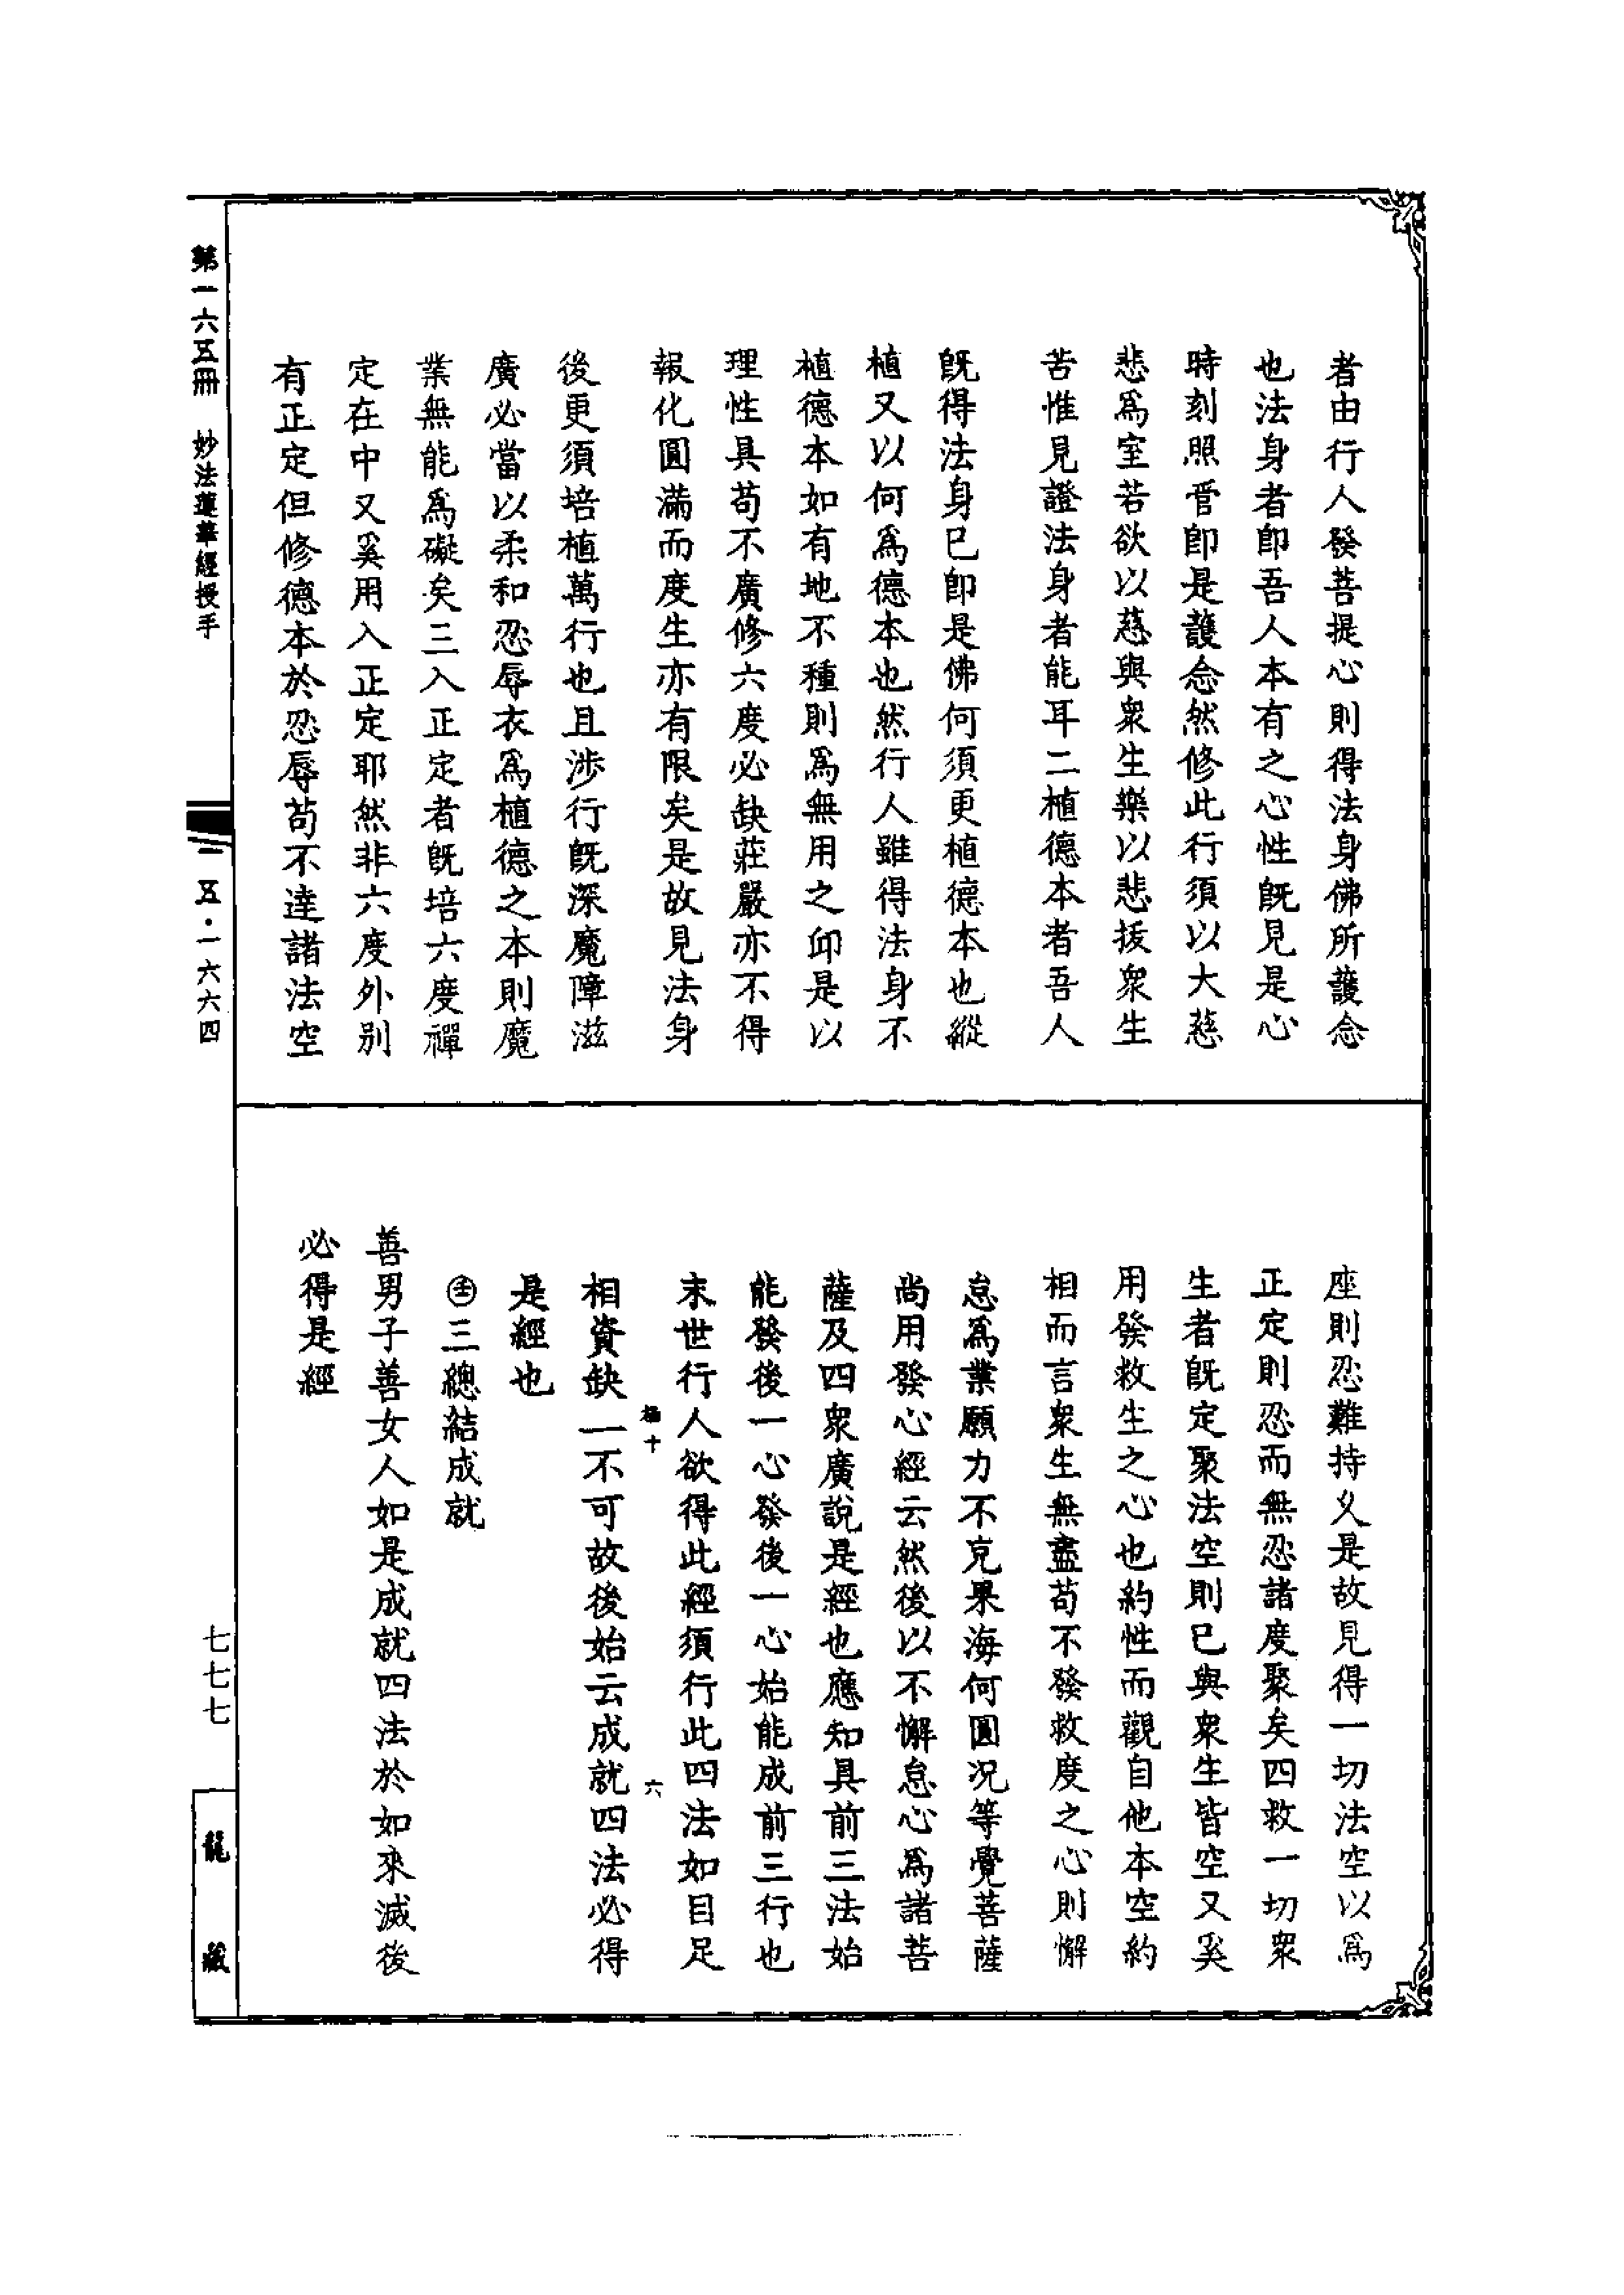 者由行人發菩提心則得法身佛所護念
也法身者卽吾人本有之心性旣見是心
時刻照管卽是護念然修此行須以大慈
悲爲室若欲以慈與衆生樂以悲拔衆生
苦惟見證法身者能耳二植德本者吾人
旣得法身已卽是佛何須更植德本也縱
植又以何爲德本也然行人雖得法身不
植德本如有地不種則爲無用之仰是以
理性具苟不廣修六度必缺莊嚴亦不得
報化圓滿而度生亦有限矣是故見法身
後更須培植萬行也且涉行旣深魔障滋
廣必當以柔和忍辱衣爲植德之本則魔
業無能爲礙矣三入正定者旣培六度禪
定在中又奚用入正定耶然非六度外別
有正定但修德本於忍辱苟不達諸法空
座則忍難持乂是故見得一切法空以爲
正定則忍而無忍諸度聚矣四救一切衆
生者旣定聚法空則已與衆生皆空又奚
用發救生之心也約性而觀自他本空約
相而言衆生無盡苟不發救度之心則懈
怠爲業願力不克果海何圓况等覺菩薩
尚用發心經云然後以不懈怠心爲諸菩
薩及四衆廣說是經也應知具前三法始
能發後一心發後一心始能成前三行也
末世行人欲得此經須行此四法如目足
相資缺一不可故後始云成就四法必得
是經也
㊣三總結成就
善男子善女人如是成就四法於如來滅後
必得是經
十
六
第一六五冊　妙法蓮華經授手
一五·一六六四
七七七
龍藏